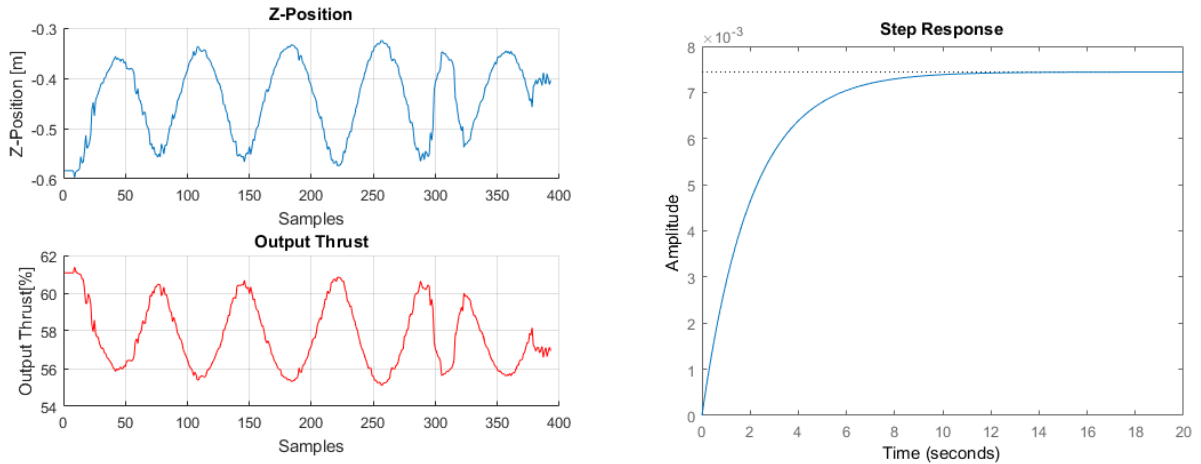 Z-Position
-0.3
-0.4
-0.5
-0.6
Z-Position [m]
0 50 100 150 200 250 300 350 400
Samples
Output Thrust
62
60
58
56
54
Output Thrust[%]
0 50 100 150 200 250 300 350 400
Samples
Step Response
×10⁻³
8
7
6
5
4
3
2
1
0
Amplitude
0 2 4 6 8 10 12 14 16 18 20
Time (seconds)